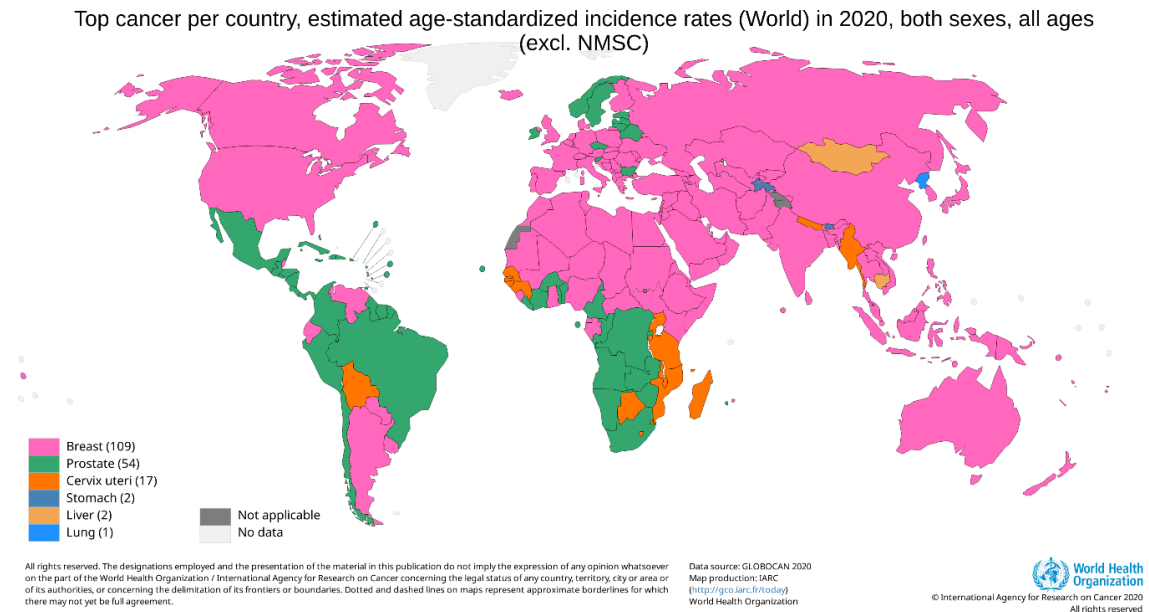 Top cancer per country, estimated age-standardized incidence rates (World) in 2020, both sexes, all ages
(excl. NMSC)
Breast (109)
Prostate (54)
Cervix uteri (17)
Stomach (2)
Liver (2)
Lung (1)
Not applicable
No data
All rights reserved. The designations employed and the presentation of the material in this publication do not imply the expression of any opinion whatsoever
on the part of the World Health Organization / International Agency for Research on Cancer concerning the legal status of any country, territory, city or area or
of its authorities, or concerning the delimitation of its frontiers or boundaries. Dotted and dashed lines on maps represent approximate borderlines for which
there may not yet be full agreement.
Data source: GLOBOCAN 2020
Map production: IARC
(http://gco.iarc.fr/today)
World Health Organization
World Health
Organization
© International Agency for Research on Cancer 2020
All rights reserved